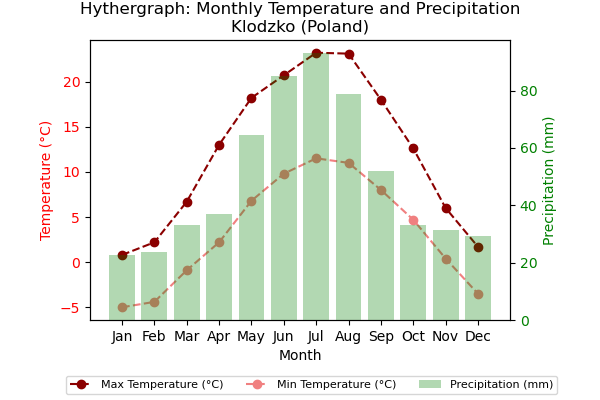 Hythergraph: Monthly Temperature and Precipitation
Klodzko (Poland)
Temperature (°C)
20
15
10
5
0
−5
80
60
40
20
0
Precipitation (mm)
Jan Feb Mar Apr May Jun Jul Aug Sep Oct Nov Dec
Month
Max Temperature (°C) Min Temperature (°C) Precipitation (mm)